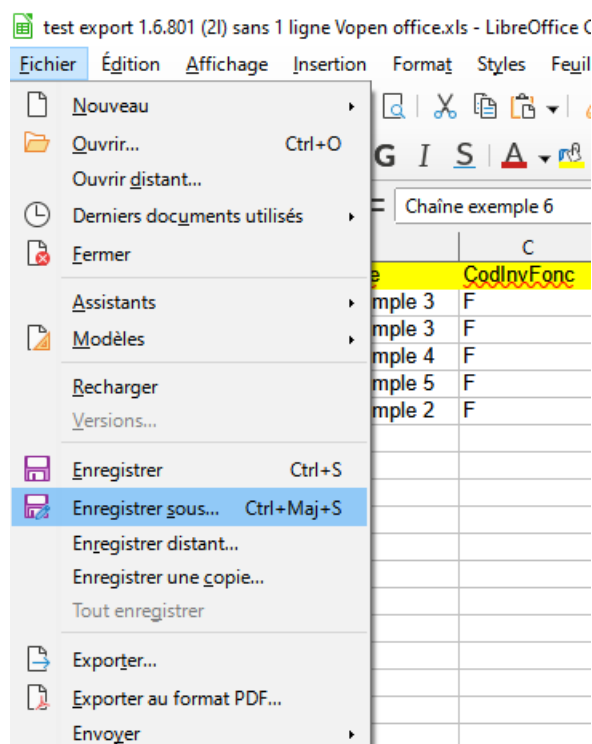 test export 1.6.801 (2l) sans 1 ligne Vopen office.xls - LibreOffice C
Fichier Édition Affichage Insertion Format Styles Feuil
Nouveau
Ouvrir... Ctrl+O
G I S A
Ouvrir distant...
Derniers documents utilisés
= Chaîne exemple 6
Fermer
C
e CodInvFonc
Assistants
mple 3 F
Modèles
mple 3 F
mple 4 F
Recharger
mple 5 F
Versions...
mple 2 F
Enregistrer Ctrl+S
Enregistrer sous... Ctrl+Maj+S
Enregistrer distant...
Enregistrer une copie...
Tout enregistrer
Exporter...
Exporter au format PDF...
Envoyer